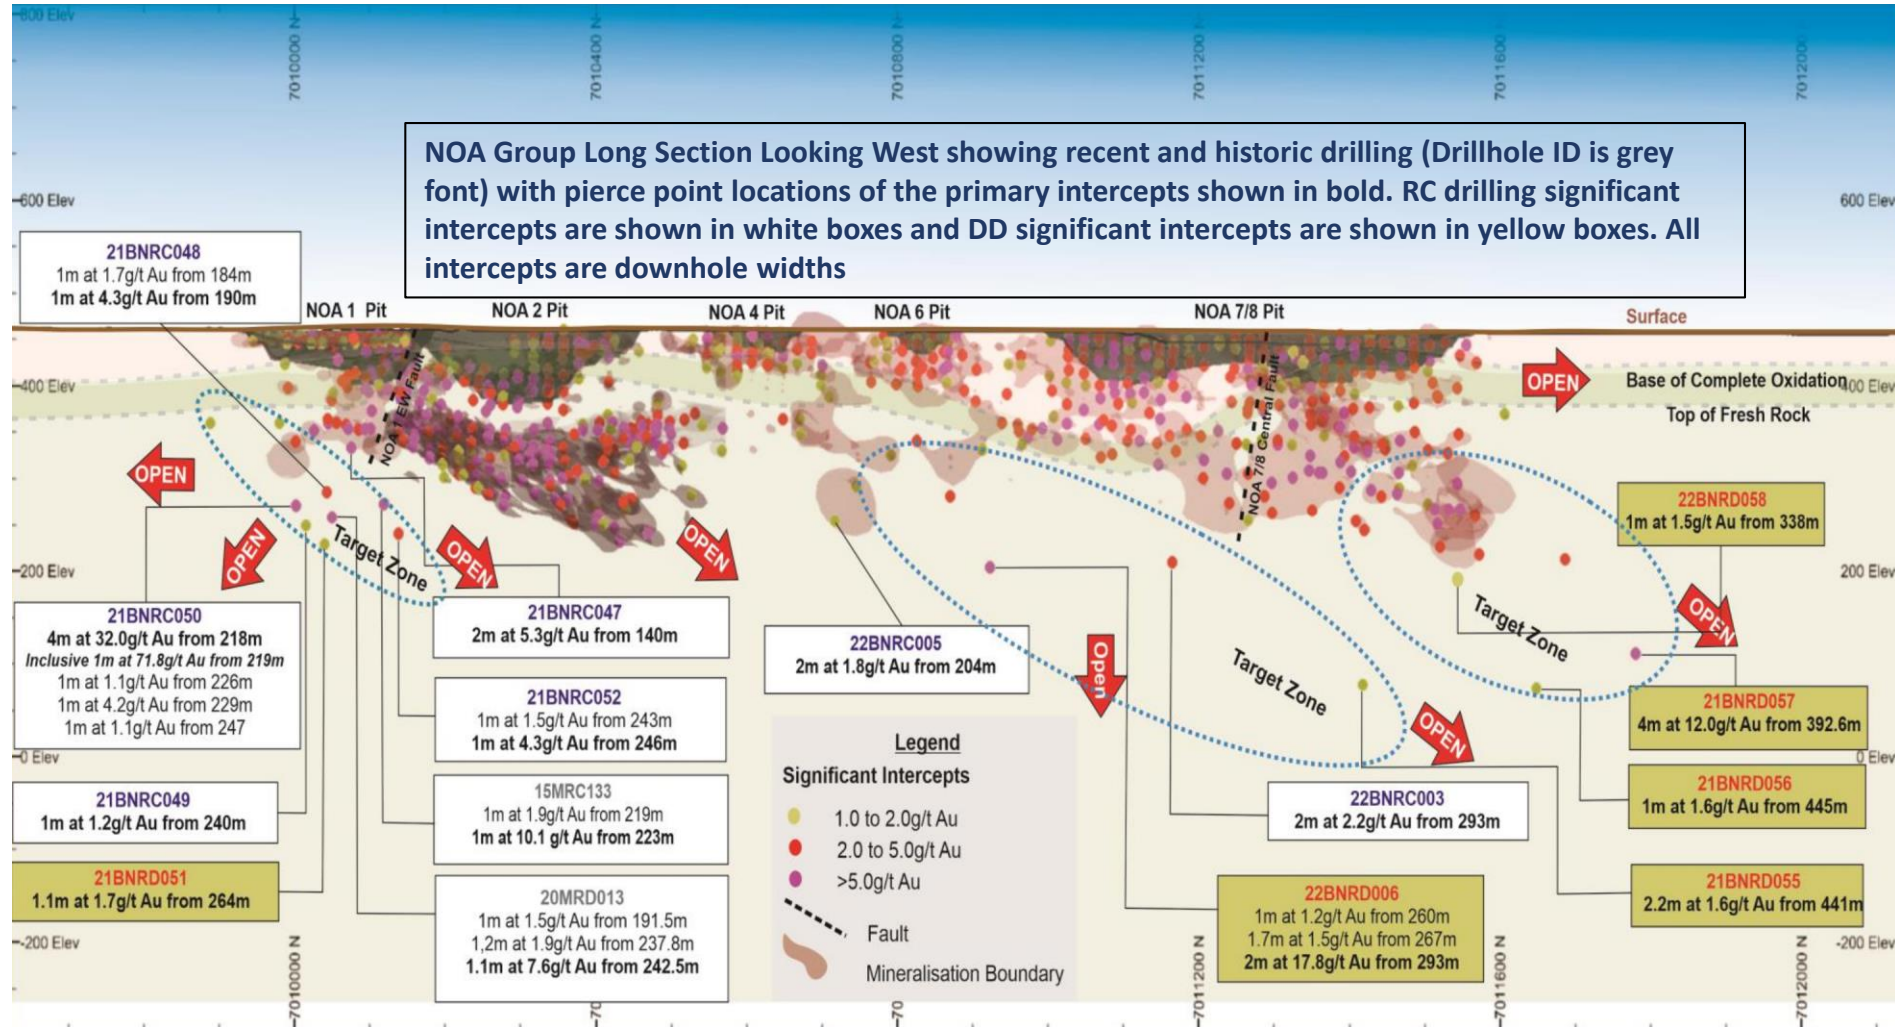 800 Elev
7010000 N
7010400 N
7010800 N
7011200 N
7011600 N
7012000 N
NOA Group Long Section Looking West showing recent and historic drilling (Drillhole ID is grey
font) with pierce point locations of the primary intercepts shown in bold. RC drilling significant
intercepts are shown in white boxes and DD significant intercepts are shown in yellow boxes. All
intercepts are downhole widths
600 Elev
600 Elev
21BNRC048
1m at 1.7g/t Au from 184m
1m at 4.3g/t Au from 190m
NOA 1 Pit
NOA 2 Pit
NOA 4 Pit
NOA 6 Pit
NOA 7/8 Pit
Surface
400 Elev
NOA 1 EW Fault
NOA 7/8 Central Fault
OPEN
Base of Complete Oxidation
400 Elev
Top of Fresh Rock
OPEN
OPEN
Target Zone
OPEN
OPEN
22BNRD058
1m at 1.5g/t Au from 338m
200 Elev
200 Elev
21BNRC050
4m at 32.0g/t Au from 218m
Inclusive 1m at 71.8g/t Au from 219m
1m at 1.1g/t Au from 226m
1m at 4.2g/t Au from 229m
1m at 1.1g/t Au from 247
21BNRC047
2m at 5.3g/t Au from 140m
22BNRC005
2m at 1.8g/t Au from 204m
Open
Target Zone
Target Zone
OPEN
OPEN
21BNRC052
1m at 1.5g/t Au from 243m
1m at 4.3g/t Au from 246m
21BNRD057
4m at 12.0g/t Au from 392.6m
0 Elev
0 Elev
21BNRC049
1m at 1.2g/t Au from 240m
15MRC133
1m at 1.9g/t Au from 219m
1m at 10.1 g/t Au from 223m
Legend
Significant Intercepts
1.0 to 2.0g/t Au
2.0 to 5.0g/t Au
>5.0g/t Au
Fault
Mineralisation Boundary
22BNRC003
2m at 2.2g/t Au from 293m
21BNRD056
1m at 1.6g/t Au from 445m
21BNRD051
1.1m at 1.7g/t Au from 264m
20MRD013
1m at 1.5g/t Au from 191.5m
1,2m at 1.9g/t Au from 237.8m
1.1m at 7.6g/t Au from 242.5m
22BNRD006
1m at 1.2g/t Au from 260m
1.7m at 1.5g/t Au from 267m
2m at 17.8g/t Au from 293m
21BNRD055
2.2m at 1.6g/t Au from 441m
-200 Elev
-200 Elev
7010000 N
70
70
7011200 N
7011600 N
7012000 N